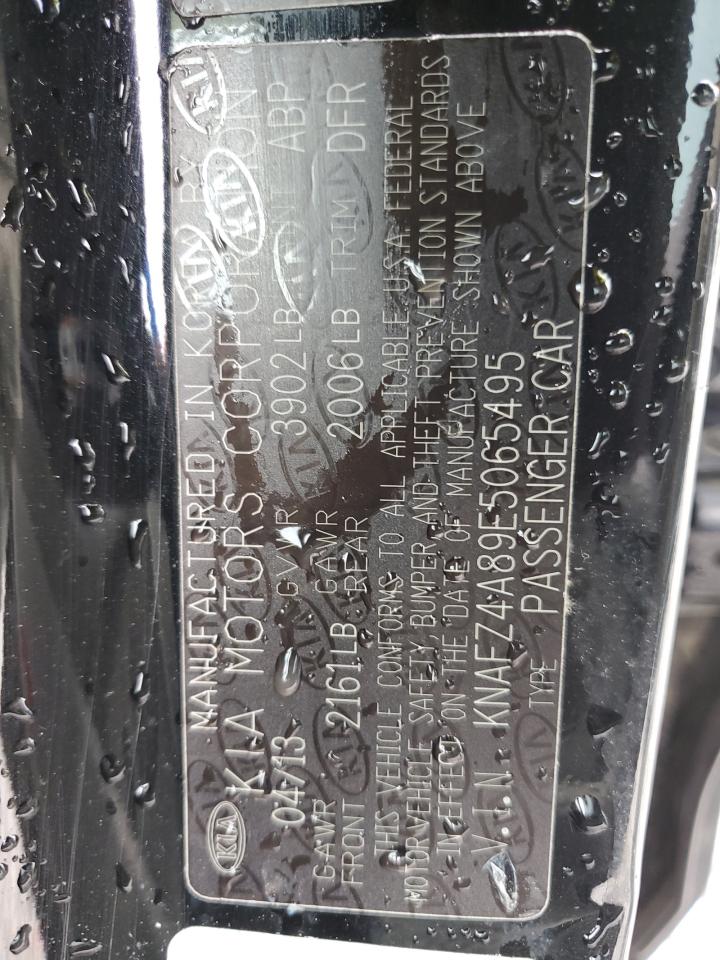 KIA
MANUFACTURED IN KOREA BY
KIA MOTORS CORPORATION
04/13 GVWR 3902LB PAINT ABP
GAWR FRONT 2161LB GAWR REAR 2006LB TRIM DFR
THIS VEHICLE CONFORMS TO ALL APPLICABLE U.S.A. FEDERAL
MOTOR VEHICLE SAFETY BUMPER AND THEFT PREVENTION STANDARDS
IN EFFECT ON THE DATE OF MANUFACTURE SHOWN ABOVE
V.I.N KNAFZ4A89E5065495
TYPE PASSENGER CAR